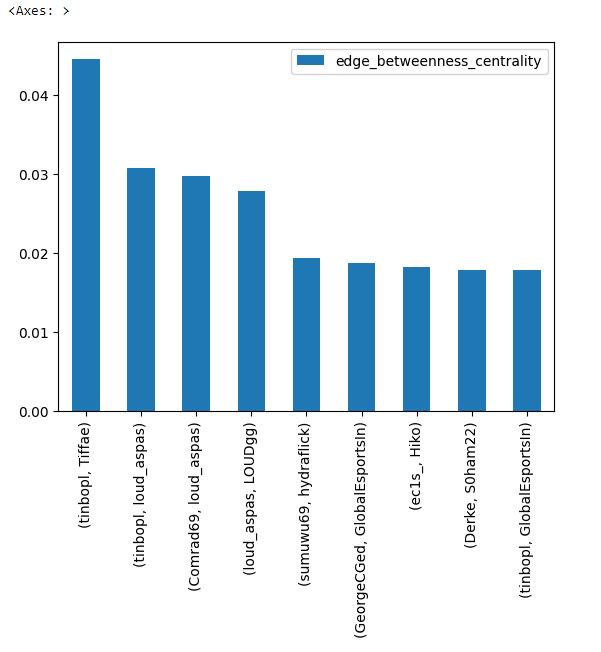 <Axes: >
edge_betweenness_centrality
0.04
0.03
0.02
0.01
0.00
(tinbopl, Tiffae)
(tinbopl, loud_aspas)
(Comrad69, loud_aspas)
(loud_aspas, LOUDgg)
(sumuwu69, hydraflick)
(GeorgeCGed, GlobalEsportsIn)
(ec1s_, Hiko)
(Derke, S0ham22)
(tinbopl, GlobalEsportsIn)